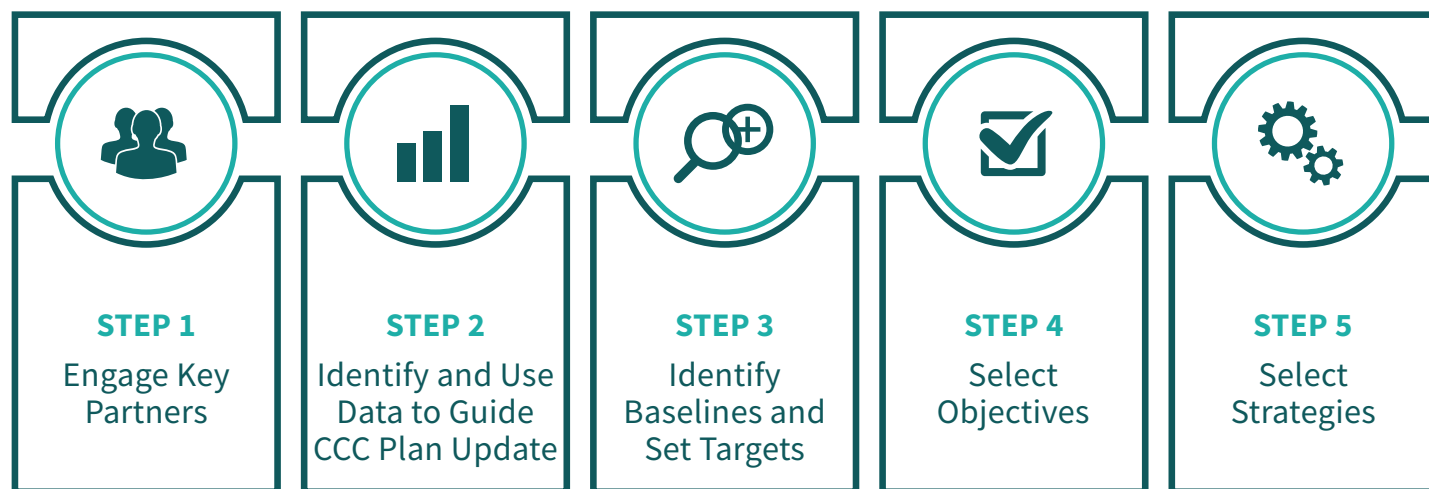 STEP 1
Engage Key
Partners
STEP 2
Identify and Use
Data to Guide
CCC Plan Update
STEP 3
Identify
Baselines and
Set Targets
STEP 4
Select
Objectives
STEP 5
Select
Strategies